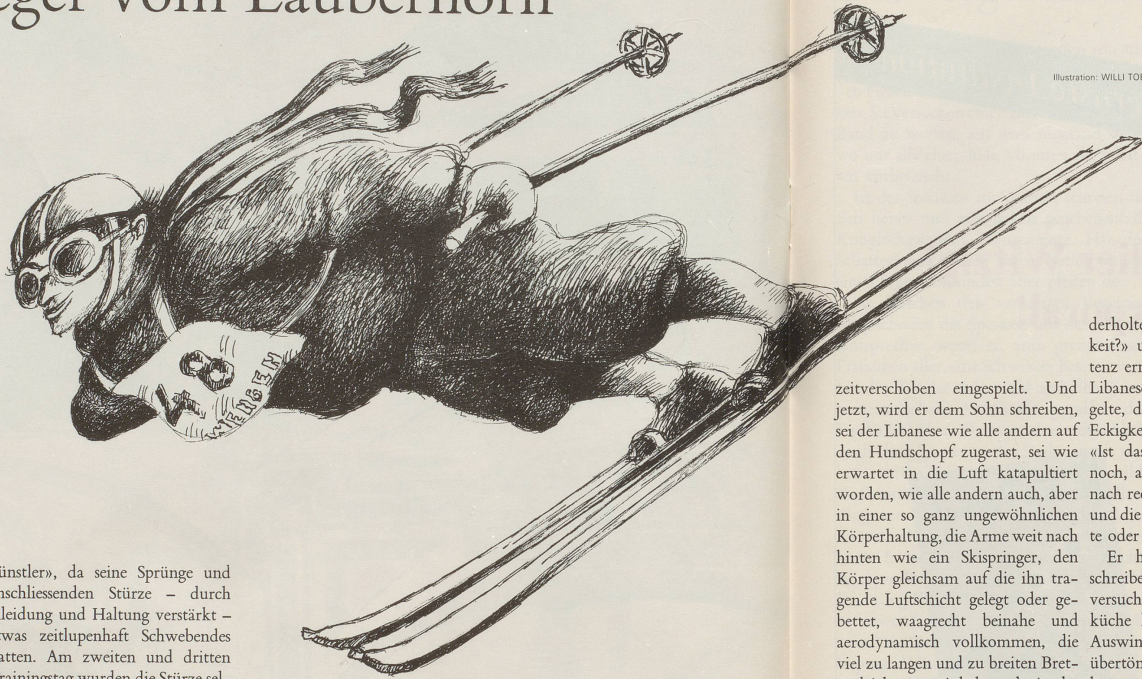 eger vom Lauberhorn
Illustration: WILLI TOB
WENGEN
ünstler», da seine Sprünge und
nschliessenden Stürze – durch
leidung und Haltung verstärkt –
twas zeitlupenhaft Schwebendes
atten. Am zweiten und dritten
rainingstag wurden die Stürze sel-
zeitverschoben eingespielt. Und
jetzt, wird er dem Sohn schreiben,
sei der Libanese wie alle andern auf
den Hundschopf zugerast, sei wie
erwartet in die Luft katapultiert
worden, wie alle andern auch, aber
in einer so ganz ungewöhnlichen
Körperhaltung, die Arme weit nach
hinten wie ein Skispringer, den
Körper gleichsam auf die ihn tra-
gende Luftschicht gelegt oder ge-
bettet, waagrecht beinahe und
aerodynamisch vollkommen, die
viel zu langen und zu breiten Bret-
derholte
keit?» u
tenz err
Libanese
gelte, d
Eckigke
«Ist das
noch, a
nach rec
und die
te oder
Er h
schreibe
versuch
küche
Auswin
übertön